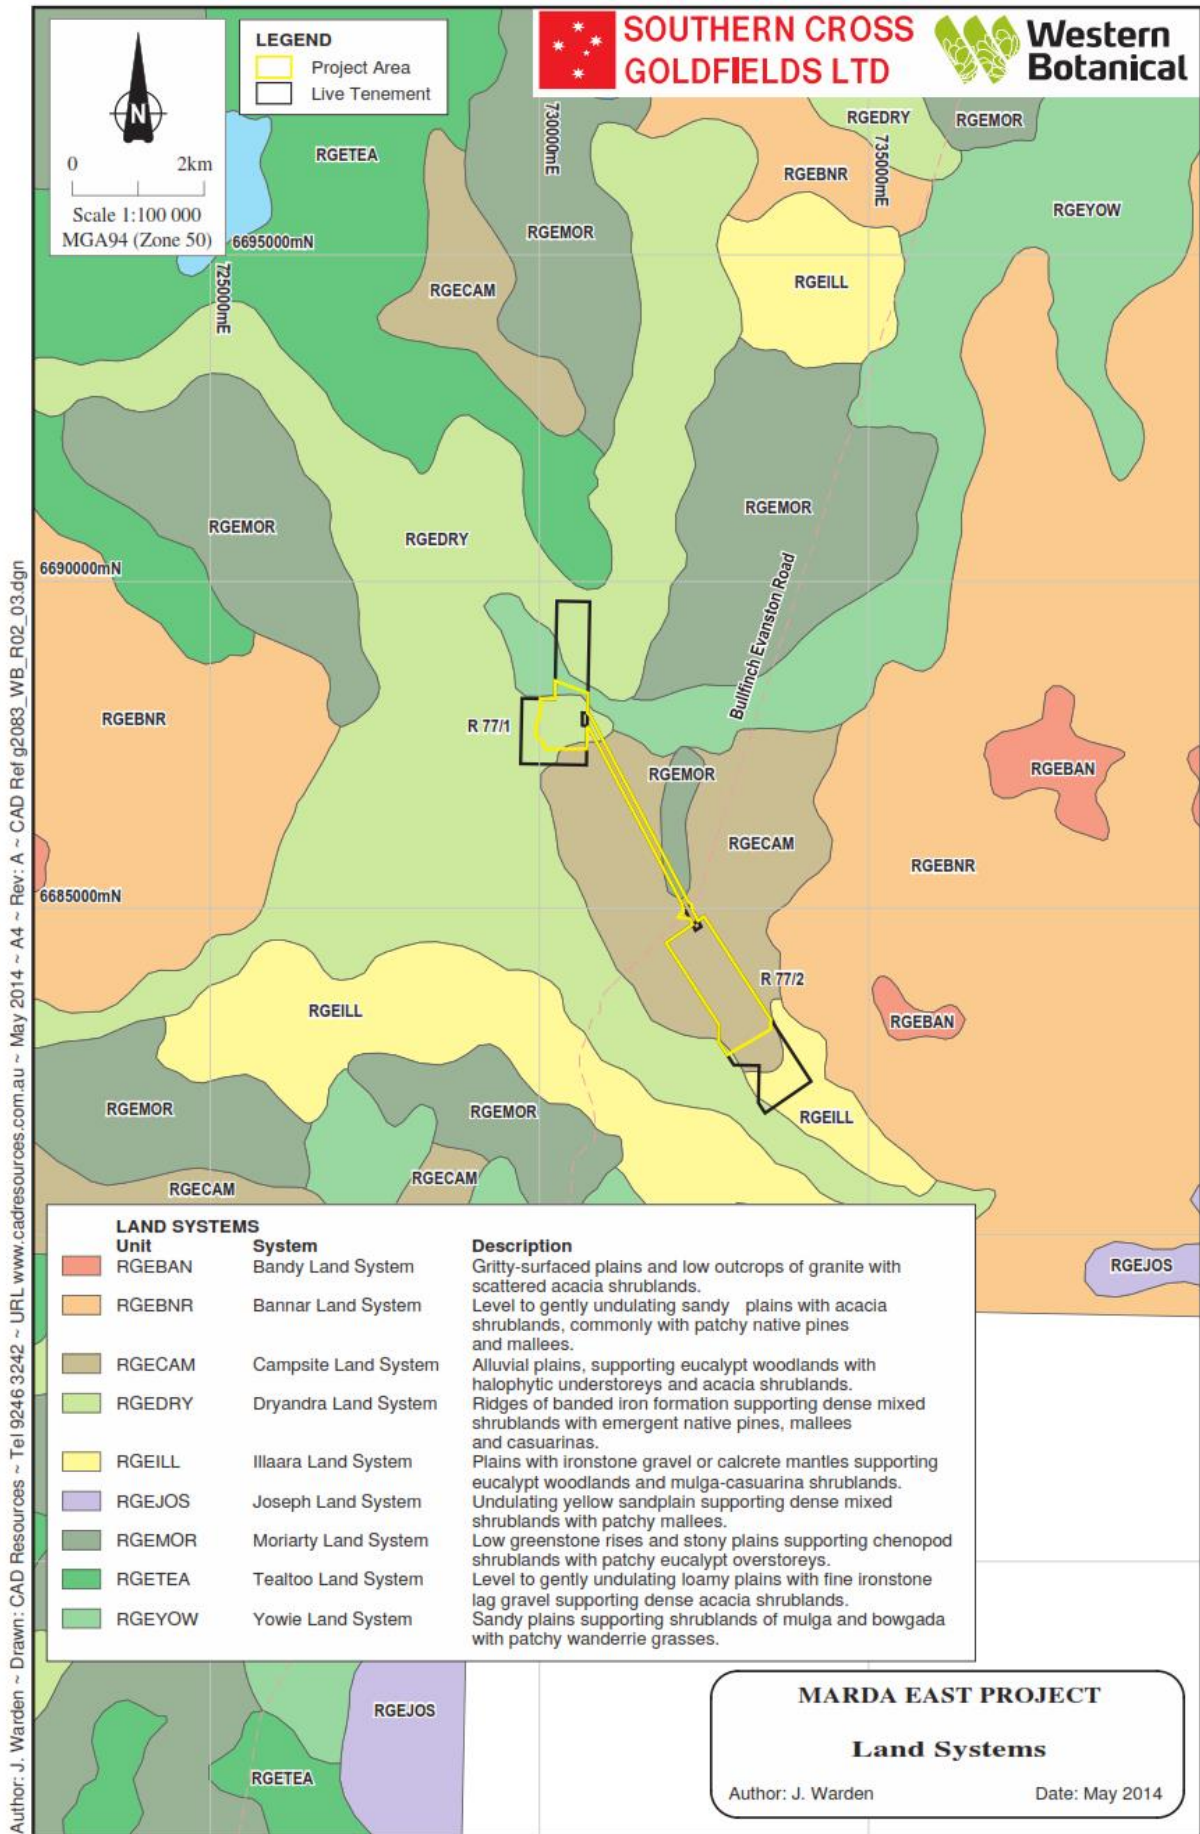 LEGEND
Project Area
Live Tenement
N
0 2km
Scale 1:100 000
MGA94 (Zone 50)
SOUTHERN CROSS
GOLDFIELDS LTD
Western
Botanical
730000mE
735000mE
725000mE
6695000mN
6690000mN
6685000mN
RGETEA
RGEDRY
RGEMOR
RGEBNR
RGEYOW
RGEMOR
RGECAM
RGEILL
RGEMOR
RGEMOR
RGEDRY
Bullfinch Evanston Road
RGEBNR
R 77/1
RGEMOR
RGEBAN
RGECAM
RGEBNR
R 77/2
RGEILL
RGEBAN
RGEMOR
RGEMOR
RGEILL
RGECAM
RGECAM
RGEJOS
LAND SYSTEMS
Unit System Description
RGEBAN Bandy Land System Gritty-surfaced plains and low outcrops of granite with
scattered acacia shrublands.
RGEBNR Bannar Land System Level to gently undulating sandy plains with acacia
shrublands, commonly with patchy native pines
and mallees.
RGECAM Campsite Land System Alluvial plains, supporting eucalypt woodlands with
halophytic understoreys and acacia shrublands.
RGEDRY Dryandra Land System Ridges of banded iron formation supporting dense mixed
shrublands with emergent native pines, mallees
and casuarinas.
RGEILL Illaara Land System Plains with ironstone gravel or calcrete mantles supporting
eucalypt woodlands and mulga-casuarina shrublands.
RGEJOS Joseph Land System Undulating yellow sandplain supporting dense mixed
shrublands with patchy mallees.
RGEMOR Moriarty Land System Low greenstone rises and stony plains supporting chenopod
shrublands with patchy eucalypt overstoreys.
RGETEA Tealtoo Land System Level to gently undulating loamy plains with fine ironstone
lag gravel supporting dense acacia shrublands.
RGEYOW Yowie Land System Sandy plains supporting shrublands of mulga and bowgada
with patchy wanderrie grasses.
RGEJOS
RGETEA
MARDA EAST PROJECT
Land Systems
Author: J. Warden Date: May 2014
Author: J. Warden ~ Drawn: CAD Resources ~ Tel 9246 3242 ~ URL www.cadresources.com.au ~ May 2014 ~ A4 ~ Rev: A ~ CAD Ref g2083_WB_R02_03.dgn